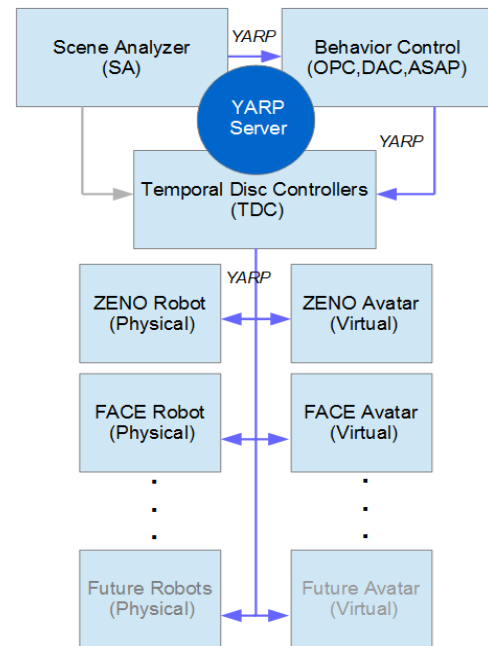 Scene Analyzer
(SA)
YARP
Behavior Control
(OPC,DAC,ASAP)
YARP
Server
YARP
Temporal Disc Controllers
(TDC)
YARP
ZENO Robot
(Physical)
ZENO Avatar
(Virtual)
FACE Robot
(Physical)
FACE Avatar
(Virtual)
Future Robots
(Physical)
Future Avatar
(Virtual)